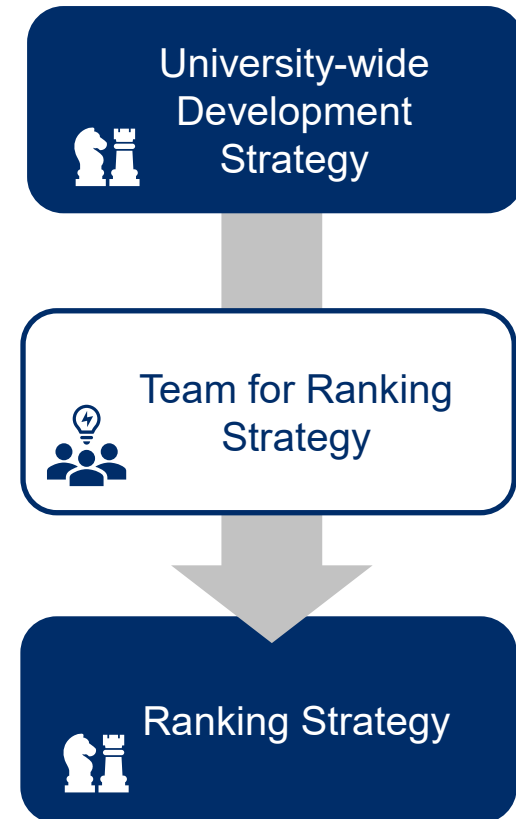 University-wide
Development
Strategy
Team for Ranking
Strategy
Ranking Strategy